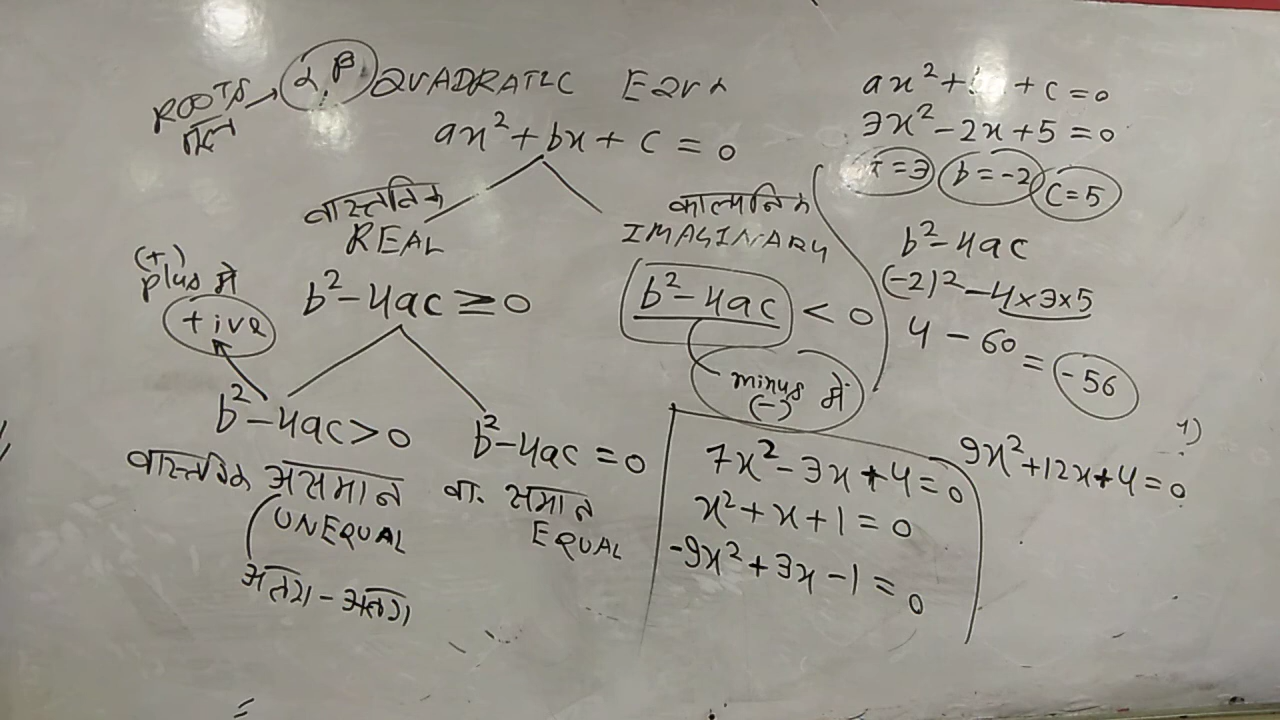 ROOTS
α, β QUADRATIC EQUn
ax² + bx + c = 0
वास्तविक
REAL
काल्पनिक
IMAGINARY
(+)
plus में
+ive
b² - 4ac ≥ 0
b² - 4ac < 0
minus में
(-)
b² - 4ac > 0
b² - 4ac = 0
वास्तविक असमान
UNEQUAL
अलग - अलग
वा. समान
EQUAL
7x² - 3x + 4 = 0
x² + x + 1 = 0
-9x² + 3x - 1 = 0
ax² + + c = 0
3x² - 2x + 5 = 0
= 3 b = -2 c = 5
b² - 4ac
(-2)² - 4×3×5
4 - 60 = -56
1)
9x² + 12x + 4 = 0